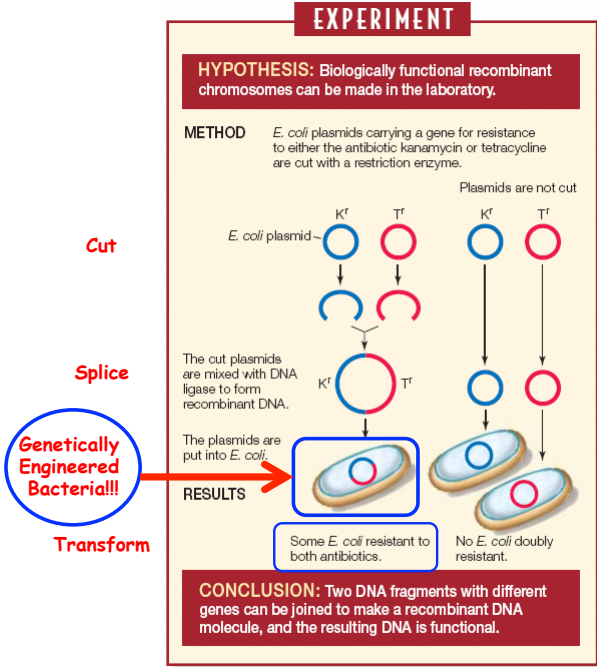 EXPERIMENT
HYPOTHESIS: Biologically functional recombinant
chromosomes can be made in the laboratory.
METHOD
E. coli plasmids carrying a gene for resistance
to either the antibiotic kanamycin or tetracycline
are cut with a restriction enzyme.
Plasmids are not cut
Kr
Tr
Kr
Tr
E. coli plasmid
Cut
Splice
The cut plasmids
are mixed with DNA
ligase to form
recombinant DNA.
Kr
Tr
Genetically
Engineered
Bacteria!!!
The plasmids are
put into E. coli.
RESULTS
Transform
Some E. coli resistant to
both antibiotics.
No E. coli doubly
resistant.
CONCLUSION: Two DNA fragments with different
genes can be joined to make a recombinant DNA
molecule, and the resulting DNA is functional.